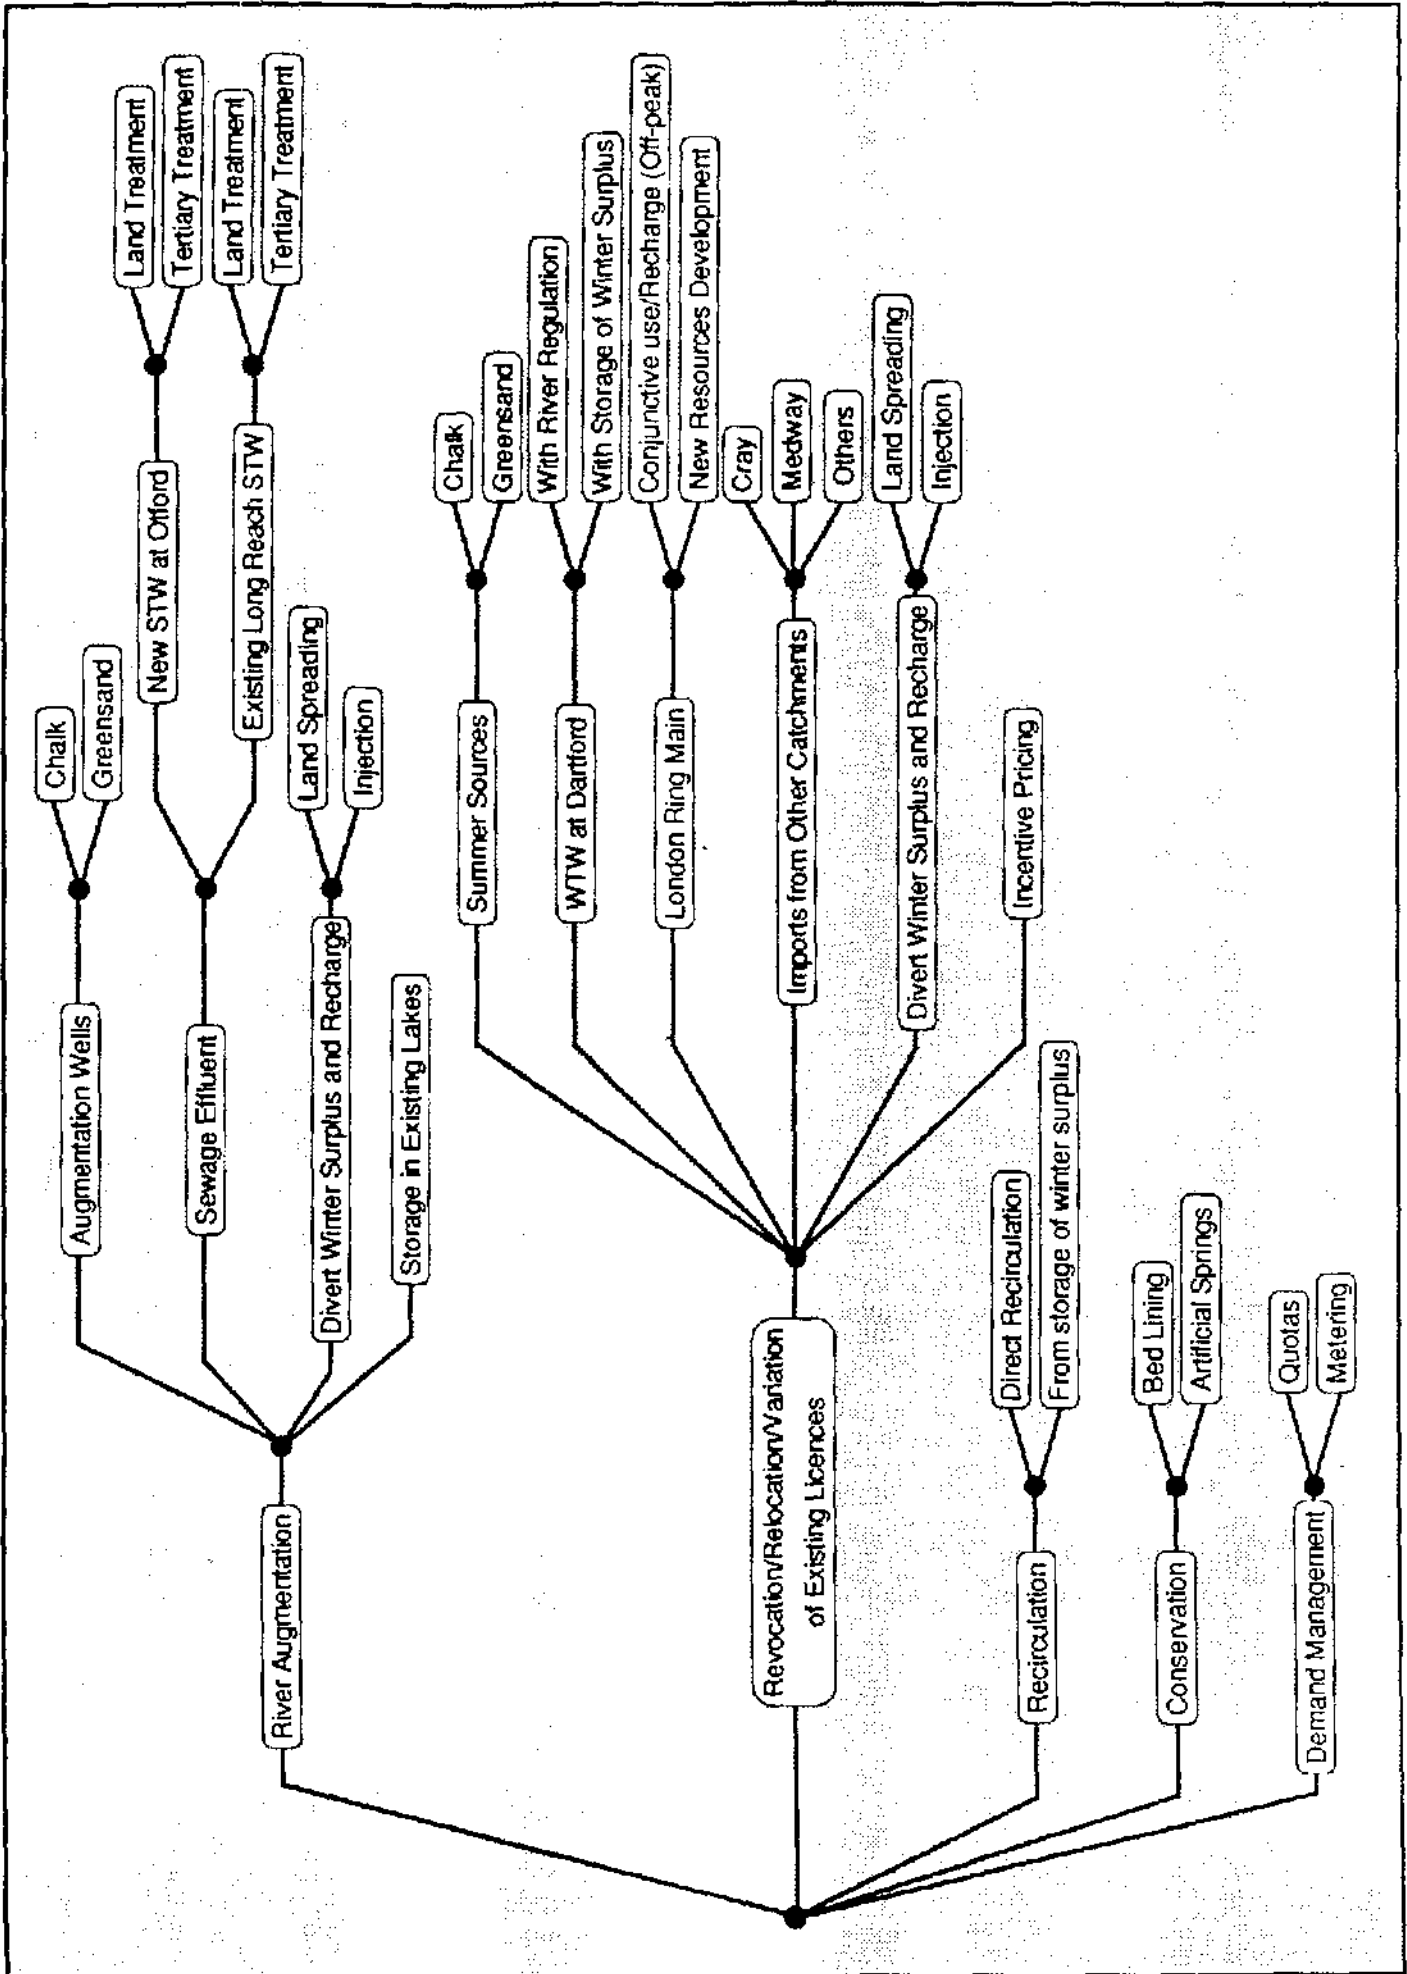 River Augmentation
Augmentation Wells
Chalk
Greensand
Sewage Effluent
New STW at Otford
Land Treatment
Tertiary Treatment
Existing Long Reach STW
Land Treatment
Tertiary Treatment
Divert Winter Surplus and Recharge
Land Spreading
Injection
Storage in Existing Lakes
Revocation/Relocation/Variation
of Existing Licences
Summer Sources
Chalk
Greensand
WTW at Dartford
With River Regulation
With Storage of Winter Surplus
London Ring Main
Conjunctive use/Recharge (Off-peak)
New Resources Development
Imports from Other Catchments
Cray
Medway
Others
Divert Winter Surplus and Recharge
Land Spreading
Injection
Incentive Pricing
Recirculation
Direct Recirculation
From storage of winter surplus
Conservation
Bed Lining
Artificial Springs
Demand Management
Quotas
Metering